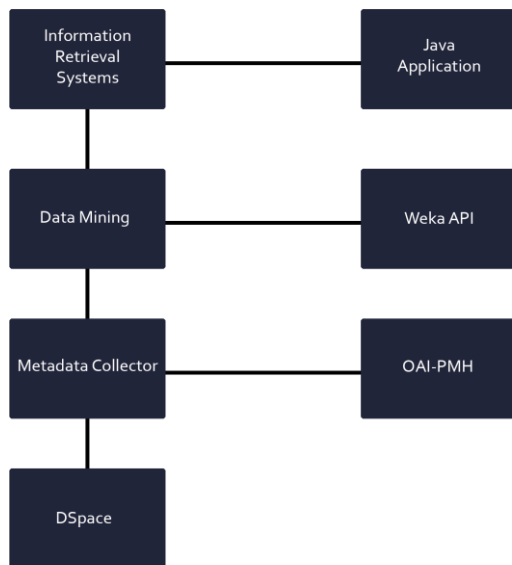 Information
Retrieval
Systems
Java
Application
Data Mining
Weka API
Metadata Collector
OAI-PMH
DSpace